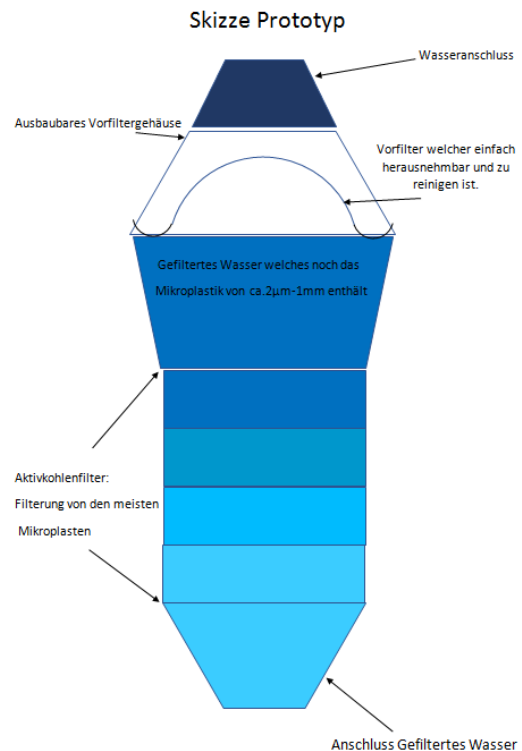 Skizze Prototyp
Wasseranschluss
Ausbaubares Vorfiltergehäuse
Vorfilter welcher einfach
herausnehmbar und zu
reinigen ist.
Gefiltertes Wasser welches noch das
Mikroplastik von ca.2µm-1mm enthält
Aktivkohlenfilter:
Filterung von den meisten
Mikroplasten
Anschluss Gefiltertes Wasser